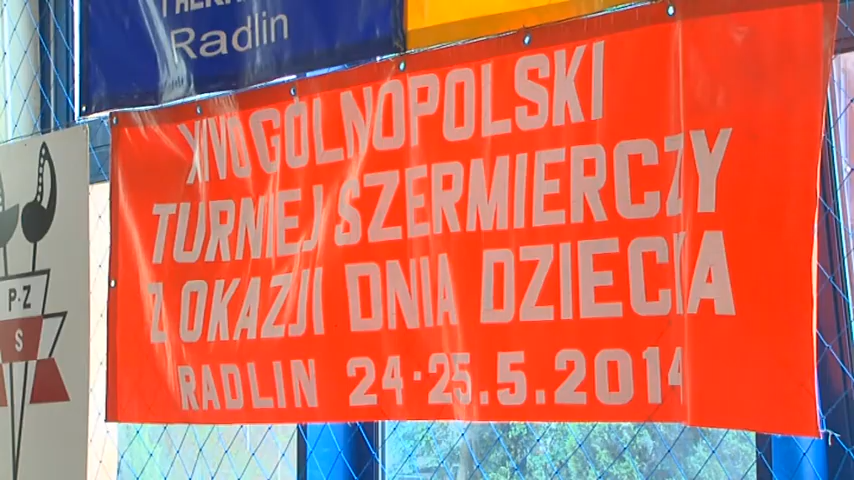 Radlin
XIV OGÓLNOPOLSKI
TURNIEJ SZERMIERCZY
Z OKAZJI DNIA DZIECKA
RADLIN 24-25.5.2014
P-Z
S